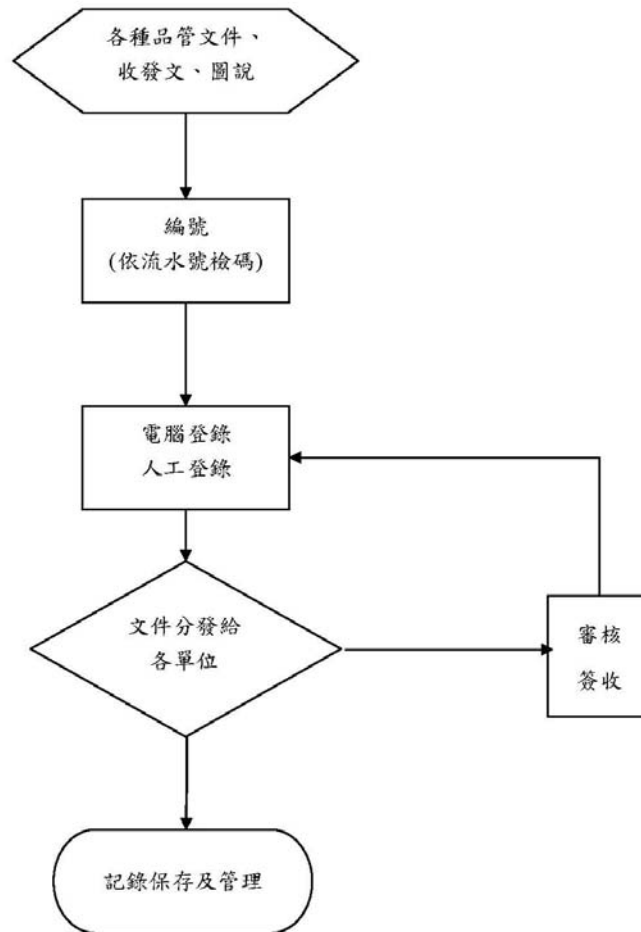 各種品管文件、
收發文、圖說
編號
(依流水號檢碼)
電腦登錄
人工登錄
文件分發給
各單位
審核
簽收
記錄保存及管理